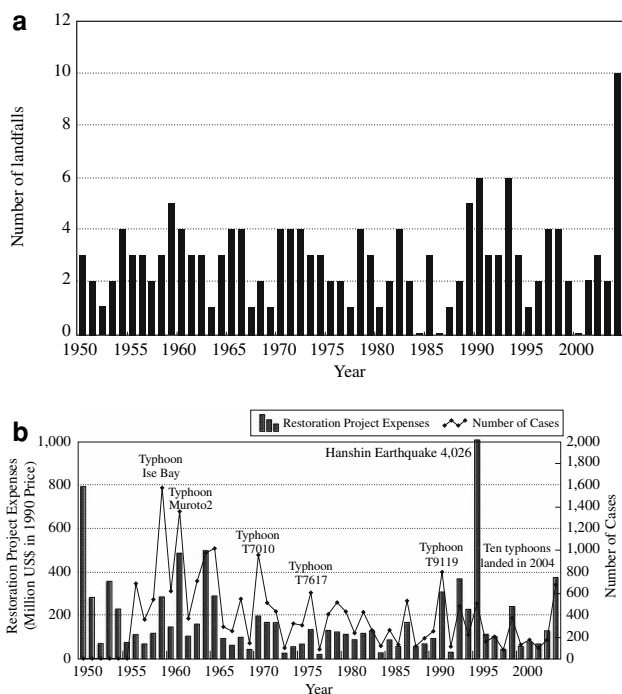 a
Number of landfalls
12
10
8
6
4
2
0
1950 1955 1960 1965 1970 1975 1980 1985 1990 1995 2000
Year
b
Restoration Project Expenses Number of Cases
Restoration Project Expenses
(Million US$ in 1990 Price)
1,000
800
600
400
200
0
Typhoon
Ise Bay
Typhoon
Muroto2
Typhoon
T7010
Typhoon
T7617
Hanshin Earthquake 4,026
Typhoon
T9119
Ten typhoons
landed in 2004
2,000
1,800
1,600
1,400
1,200
1,000
800
600
400
200
0
Number of Cases
1950 1955 1960 1965 1970 1975 1980 1985 1990 1995 2000
Year